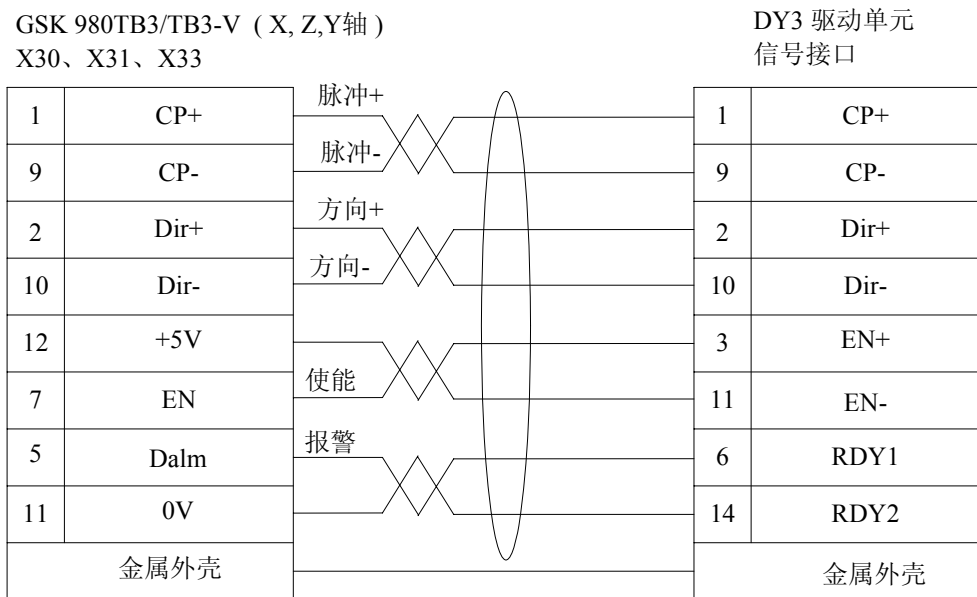 GSK 980TB3/TB3-V ( X, Z,Y轴 )
X30、X31、X33
DY3 驱动单元
信号接口
1 CP+ 脉冲+ 1 CP+
9 CP- 脉冲- 9 CP-
2 Dir+ 方向+ 2 Dir+
10 Dir- 方向- 10 Dir-
12 +5V 3 EN+
7 EN 使能 11 EN-
5 Dalm 报警 6 RDY1
11 0V 14 RDY2
金属外壳 金属外壳